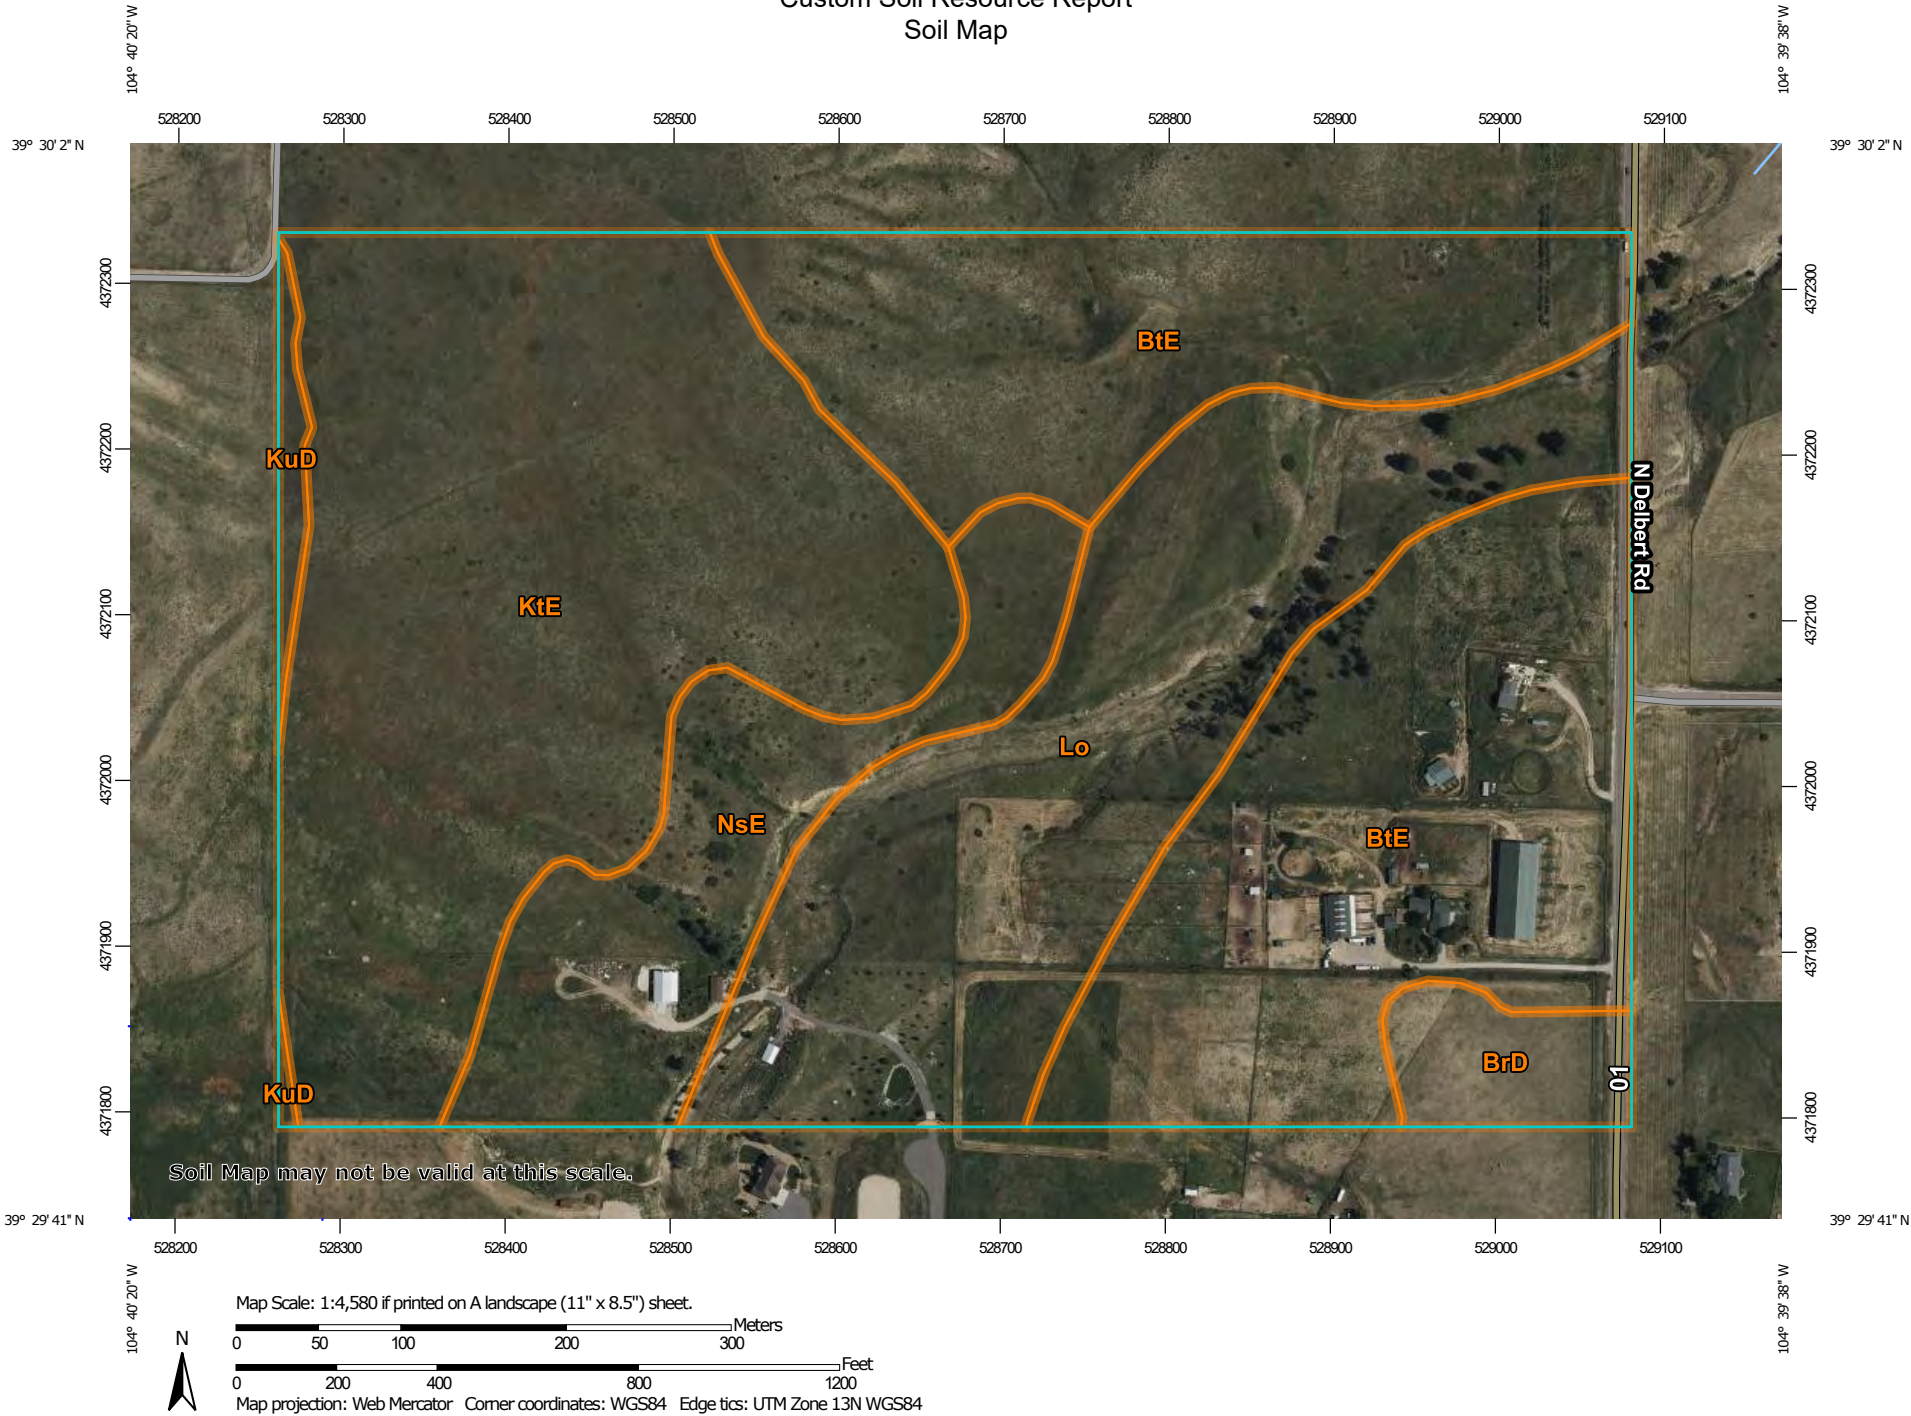 Custom Soil Resource Report
Soil Map
104° 40' 20" W
104° 39' 38" W
528200 528300 528400 528500 528600 528700 528800 528900 529000 529100
39° 30' 2" N
39° 30' 2" N
4372300
4372300
BtE
KuD
4372200
4372200
N Delbert Rd
KtE
4372100
4372100
Lo
4372000
4372000
NsE
BtE
4371900
4371900
BrD
01
KuD
4371800
4371800
Soil Map may not be valid at this scale.
39° 29' 41" N
39° 29' 41" N
528200 528300 528400 528500 528600 528700 528800 528900 529000 529100
104° 40' 20" W
104° 39' 38" W
Map Scale: 1:4,580 if printed on A landscape (11" x 8.5") sheet.
N
Meters
0 50 100 200 300
Feet
0 200 400 800 1200
Map projection: Web Mercator Corner coordinates: WGS84 Edge tics: UTM Zone 13N WGS84